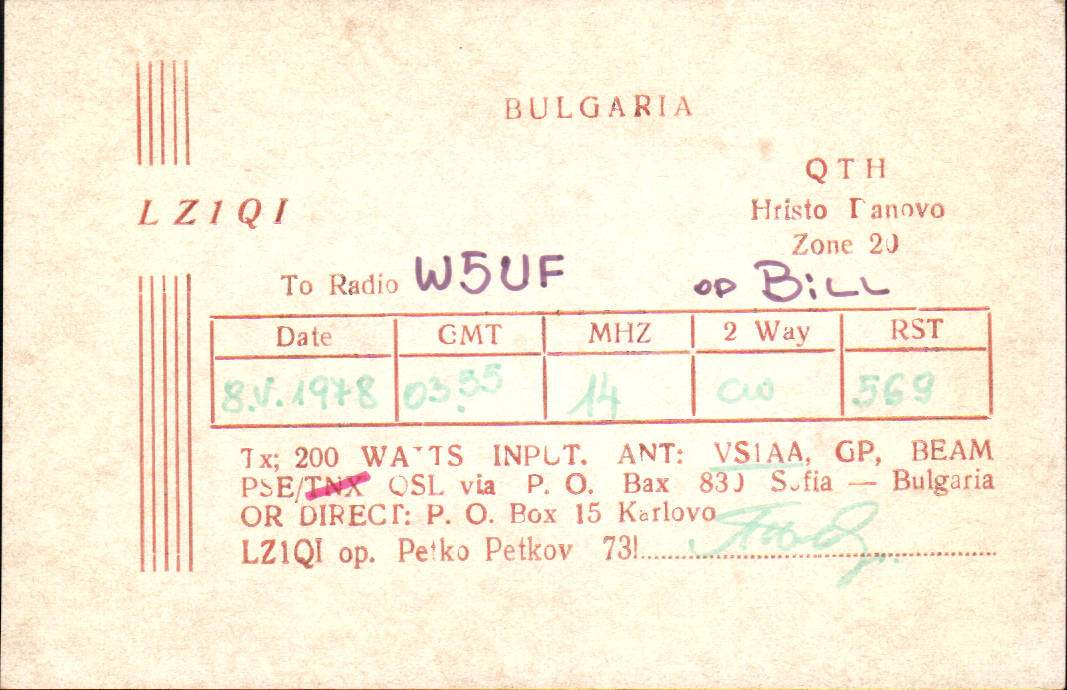 BULGARIA
QTH
LZ1QI
Hristo Danovo
Zone 20
To Radio W5UF op BiLL
Date GMT MHZ 2 Way RST
8.V.1978 03.55 14 cw 569
Tx; 200 WATTS INPUT. ANT: VS1AA, GP, BEAM
PSE/TNX QSL via P. O. Bax 830 Sofia — Bulgaria
OR DIRECT: P. O. Box 15 Karlovo
LZ1QI op. Petko Petkov 73!